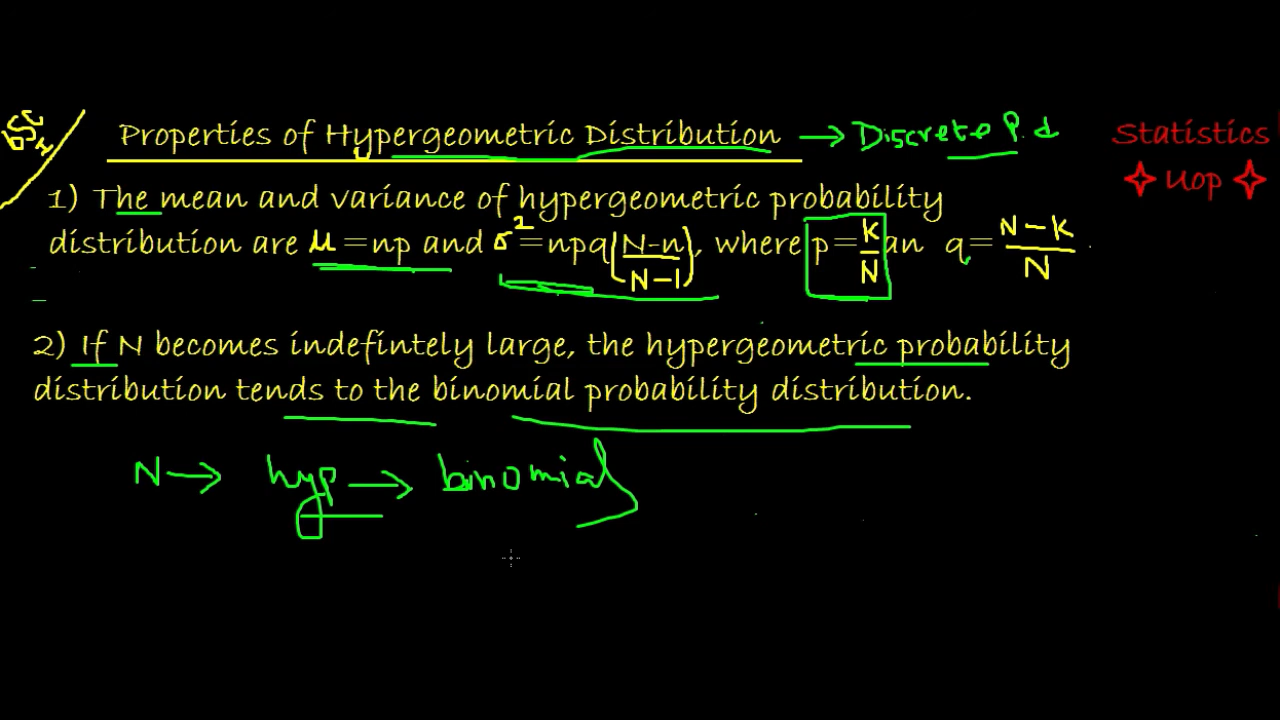 Properties of Hypergeometric Distribution → Discrete P.d
Statistics
Uop
1) The mean and variance of hypergeometric probability
distribution are μ=np and σ²=npq(N-n/N-1), where p=k/N an q=N-k/N
2) If N becomes indefintely large, the hypergeometric probability
distribution tends to the binomial probability distribution.
N → hyp → binomial